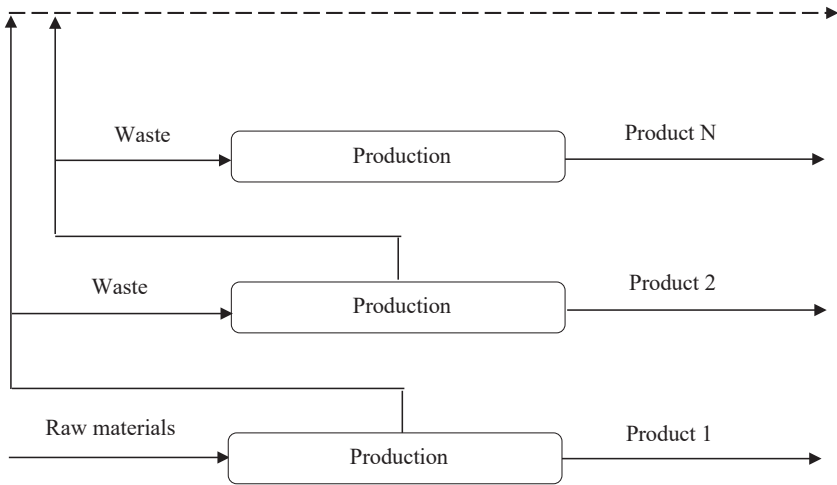 Waste
Production
Product N
Waste
Production
Product 2
Raw materials
Production
Product 1